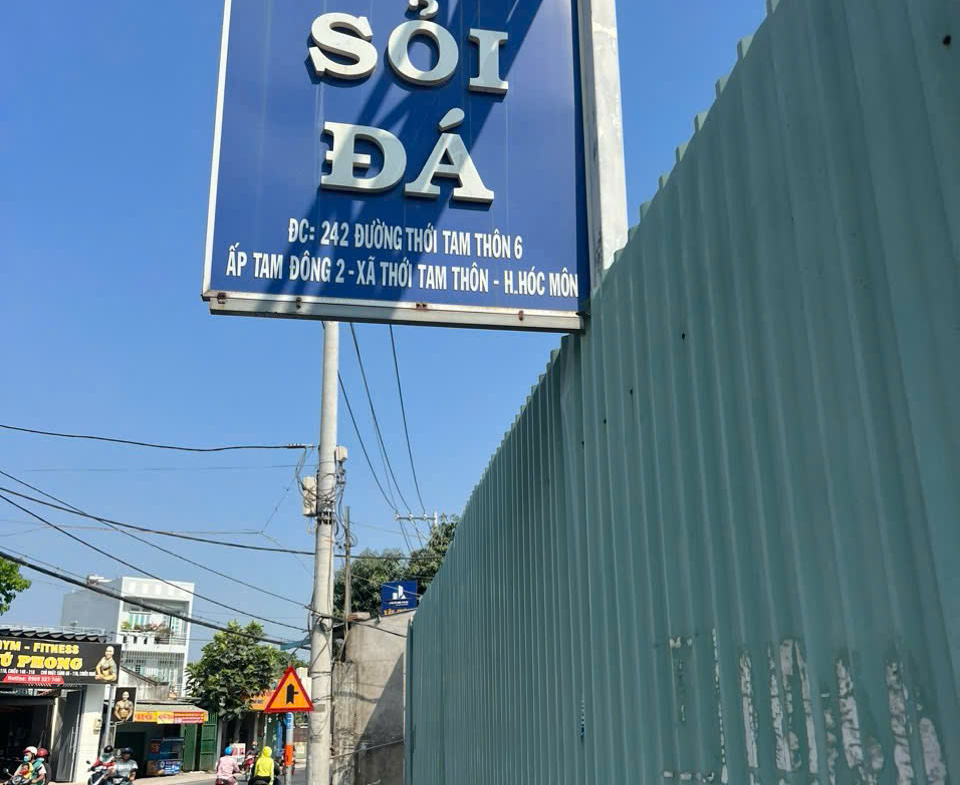 SỎI
ĐÁ
ĐC: 242 ĐƯỜNG THỚI TAM THÔN 6
ẤP TAM ĐÔNG 2 - XÃ THỚI TAM THÔN - H.HÓC MÔN
GYM - FITNESS
Ú PHONG